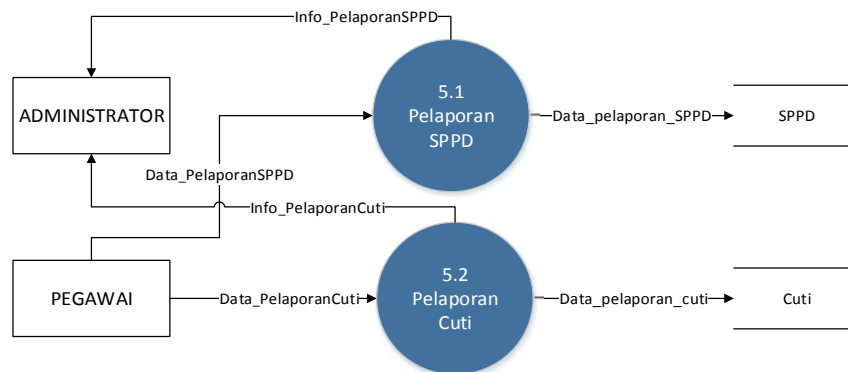 Info_PelaporanSPPD
ADMINISTRATOR
5.1
Pelaporan
SPPD
Data_pelaporan_SPPD
SPPD
Data_PelaporanSPPD
Info_PelaporanCuti
PEGAWAI
Data_PelaporanCuti
5.2
Pelaporan
Cuti
Data_pelaporan_cuti
Cuti